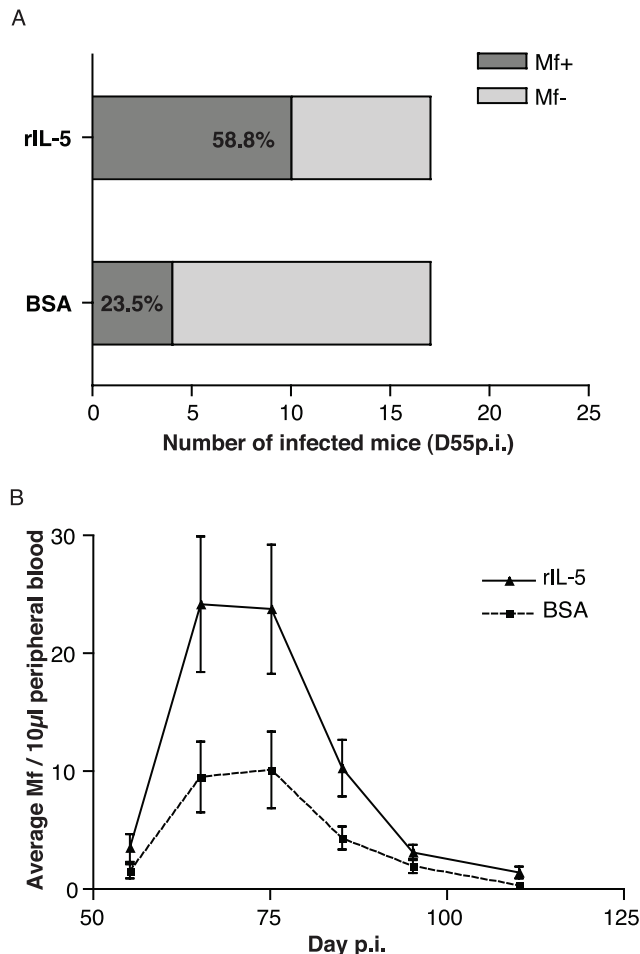 A
Mf+
Mf-
rIL-5
58.8%
BSA
23.5%
0 5 10 15 20 25
Number of infected mice (D55p.i.)
B
30
20
10
0
Average Mf / 10µl peripheral blood
rIL-5
BSA
50 75 100 125
Day p.i.